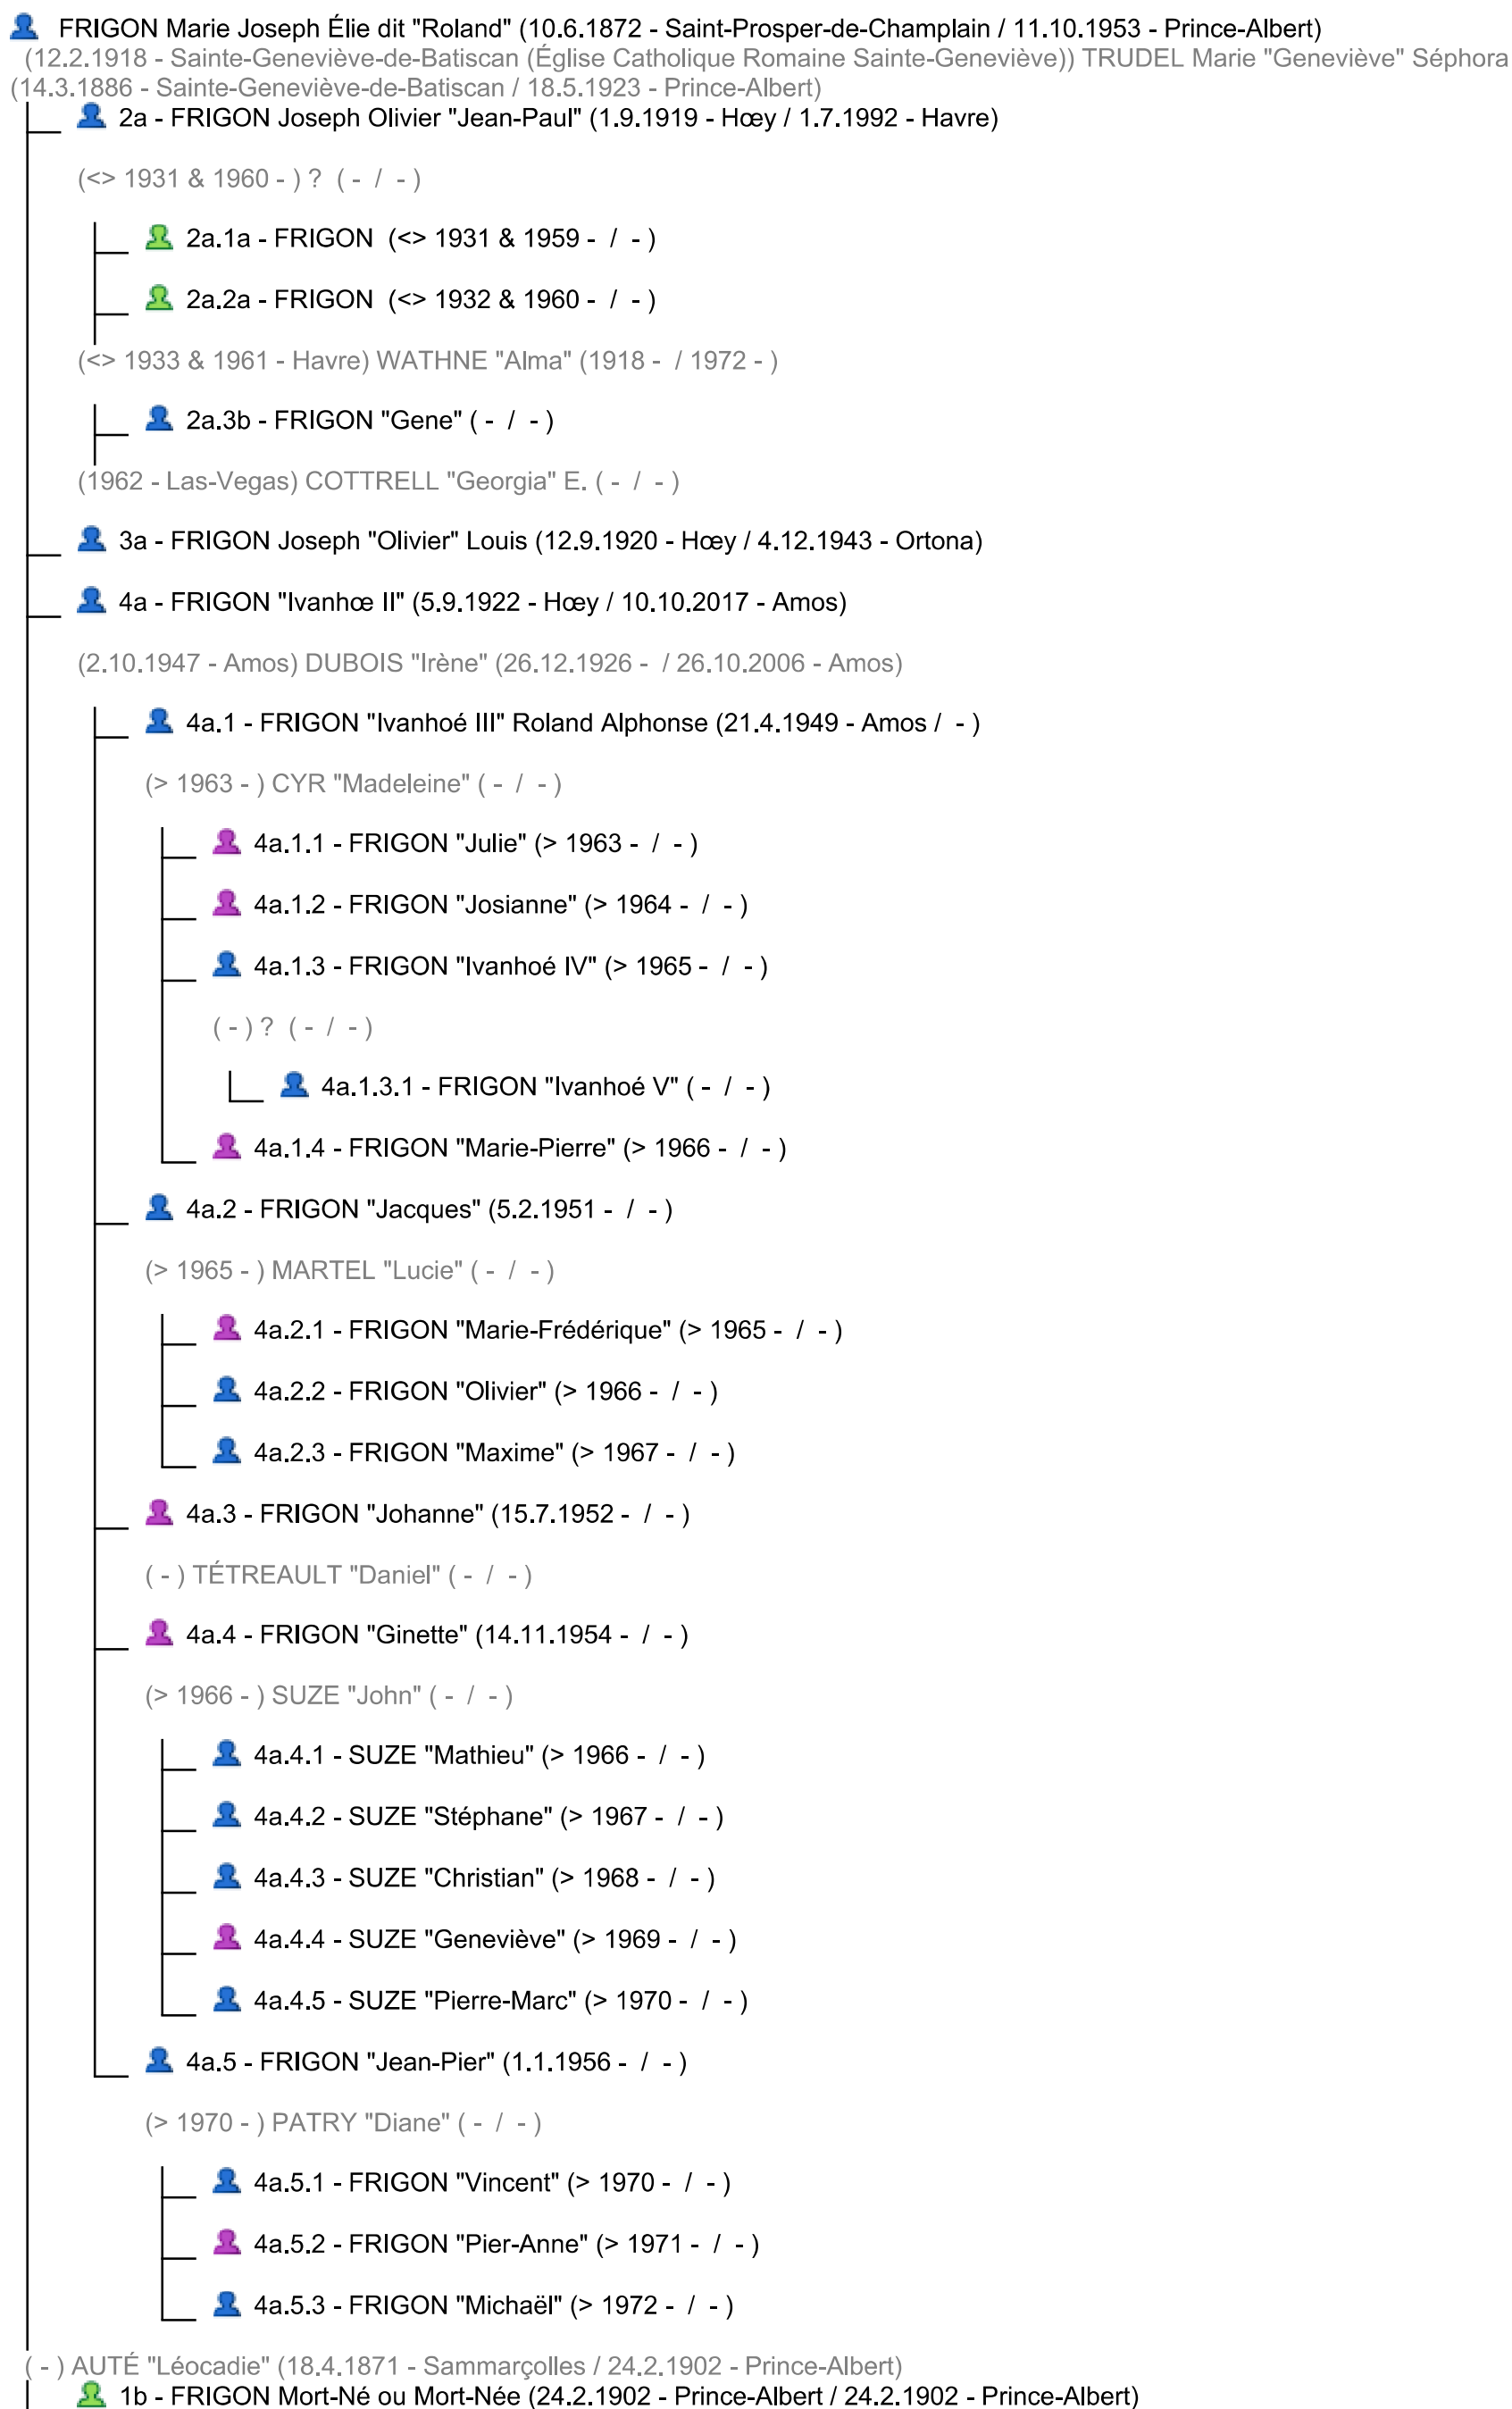 FRIGON Marie Joseph Élie dit "Roland" (10.6.1872 - Saint-Prosper-de-Champlain / 11.10.1953 - Prince-Albert)
(12.2.1918 - Sainte-Geneviève-de-Batiscan (Église Catholique Romaine Sainte-Geneviève)) TRUDEL Marie "Geneviève" Séphora
(14.3.1886 - Sainte-Geneviève-de-Batiscan / 18.5.1923 - Prince-Albert)
2a - FRIGON Joseph Olivier "Jean-Paul" (1.9.1919 - Hœy / 1.7.1992 - Havre)
(<> 1931 & 1960 - ) ? ( - / - )
2a.1a - FRIGON (<> 1931 & 1959 - / - )
2a.2a - FRIGON (<> 1932 & 1960 - / - )
(<> 1933 & 1961 - Havre) WATHNE "Alma" (1918 - / 1972 - )
2a.3b - FRIGON "Gene" ( - / - )
(1962 - Las-Vegas) COTTRELL "Georgia" E. ( - / - )
3a - FRIGON Joseph "Olivier" Louis (12.9.1920 - Hœy / 4.12.1943 - Ortona)
4a - FRIGON "Ivanhœ II" (5.9.1922 - Hœy / 10.10.2017 - Amos)
(2.10.1947 - Amos) DUBOIS "Irène" (26.12.1926 - / 26.10.2006 - Amos)
4a.1 - FRIGON "Ivanhoé III" Roland Alphonse (21.4.1949 - Amos / - )
(> 1963 - ) CYR "Madeleine" ( - / - )
4a.1.1 - FRIGON "Julie" (> 1963 - / - )
4a.1.2 - FRIGON "Josianne" (> 1964 - / - )
4a.1.3 - FRIGON "Ivanhoé IV" (> 1965 - / - )
( - ) ? ( - / - )
4a.1.3.1 - FRIGON "Ivanhoé V" ( - / - )
4a.1.4 - FRIGON "Marie-Pierre" (> 1966 - / - )
4a.2 - FRIGON "Jacques" (5.2.1951 - / - )
(> 1965 - ) MARTEL "Lucie" ( - / - )
4a.2.1 - FRIGON "Marie-Frédérique" (> 1965 - / - )
4a.2.2 - FRIGON "Olivier" (> 1966 - / - )
4a.2.3 - FRIGON "Maxime" (> 1967 - / - )
4a.3 - FRIGON "Johanne" (15.7.1952 - / - )
( - ) TÉTREAULT "Daniel" ( - / - )
4a.4 - FRIGON "Ginette" (14.11.1954 - / - )
(> 1966 - ) SUZE "John" ( - / - )
4a.4.1 - SUZE "Mathieu" (> 1966 - / - )
4a.4.2 - SUZE "Stéphane" (> 1967 - / - )
4a.4.3 - SUZE "Christian" (> 1968 - / - )
4a.4.4 - SUZE "Geneviève" (> 1969 - / - )
4a.4.5 - SUZE "Pierre-Marc" (> 1970 - / - )
4a.5 - FRIGON "Jean-Pier" (1.1.1956 - / - )
(> 1970 - ) PATRY "Diane" ( - / - )
4a.5.1 - FRIGON "Vincent" (> 1970 - / - )
4a.5.2 - FRIGON "Pier-Anne" (> 1971 - / - )
4a.5.3 - FRIGON "Michaël" (> 1972 - / - )
( - ) AUTÉ "Léocadie" (18.4.1871 - Sammarçolles / 24.2.1902 - Prince-Albert)
1b - FRIGON Mort-Né ou Mort-Née (24.2.1902 - Prince-Albert / 24.2.1902 - Prince-Albert)